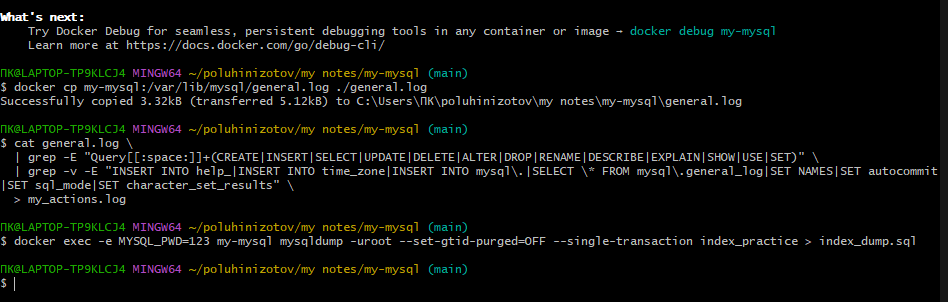 What's next:
    Try Docker Debug for seamless, persistent debugging tools in any container or image → docker debug my-mysql
    Learn more at https://docs.docker.com/go/debug-cli/
ПК@LAPTOP-TP9KLCJ4 MINGW64 ~/poluhinizotov/my notes/my-mysql (main)
$ docker cp my-mysql:/var/lib/mysql/general.log ./general.log
Successfully copied 3.32kB (transferred 5.12kB) to C:\Users\ПК\poluhinizotov\my notes\my-mysql\general.log
ПК@LAPTOP-TP9KLCJ4 MINGW64 ~/poluhinizotov/my notes/my-mysql (main)
$ cat general.log \
  | grep -E "Query[[:space:]]+(CREATE|INSERT|SELECT|UPDATE|DELETE|ALTER|DROP|RENAME|DESCRIBE|EXPLAIN|SHOW|USE|SET)" \
  | grep -v -E "INSERT INTO help_|INSERT INTO time_zone|INSERT INTO mysql\.|SELECT \* FROM mysql\.general_log|SET NAMES|SET autocommit
|SET sql_mode|SET character_set_results" \
  > my_actions.log
ПК@LAPTOP-TP9KLCJ4 MINGW64 ~/poluhinizotov/my notes/my-mysql (main)
$ docker exec -e MYSQL_PWD=123 my-mysql mysqldump -uroot --set-gtid-purged=OFF --single-transaction index_practice > index_dump.sql
ПК@LAPTOP-TP9KLCJ4 MINGW64 ~/poluhinizotov/my notes/my-mysql (main)
$